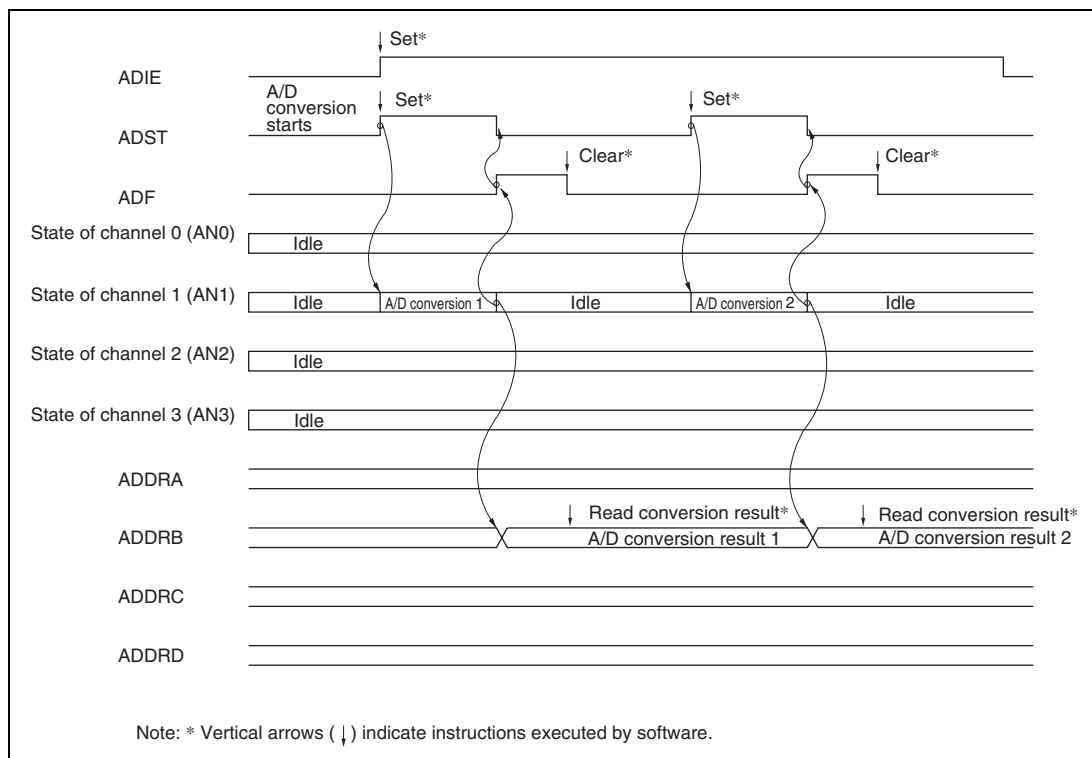 Set*
ADIE
A/D conversion starts
Set*
Set*
ADST
Clear*
Clear*
ADF
State of channel 0 (AN0)
Idle
State of channel 1 (AN1)
Idle
A/D conversion 1
Idle
A/D conversion 2
Idle
State of channel 2 (AN2)
Idle
State of channel 3 (AN3)
Idle
ADDRA
Read conversion result*
Read conversion result*
ADDRB
A/D conversion result 1
A/D conversion result 2
ADDRC
ADDRD
Note: * Vertical arrows (↓) indicate instructions executed by software.